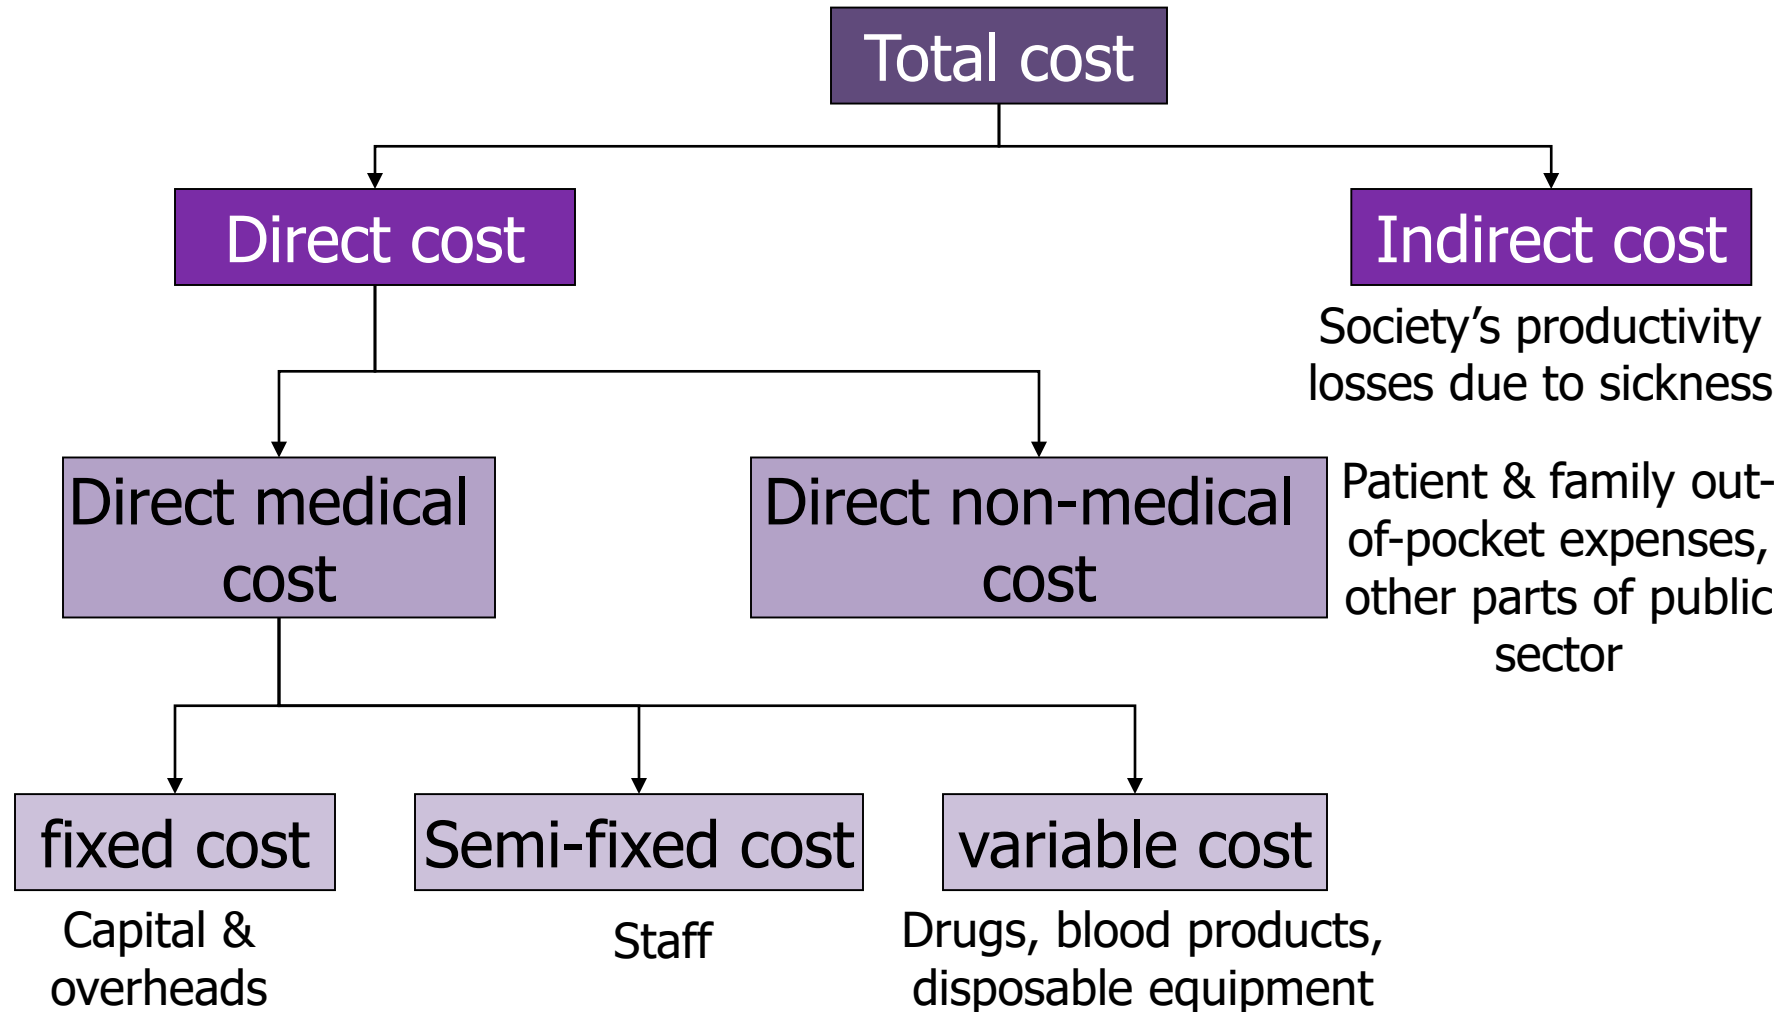 Total cost
Direct cost
Indirect cost
Society’s productivity
losses due to sickness
Direct medical
cost
Direct non-medical
cost
Patient & family out-
of-pocket expenses,
other parts of public
sector
fixed cost
Semi-fixed cost
variable cost
Capital &
overheads
Staff
Drugs, blood products,
disposable equipment